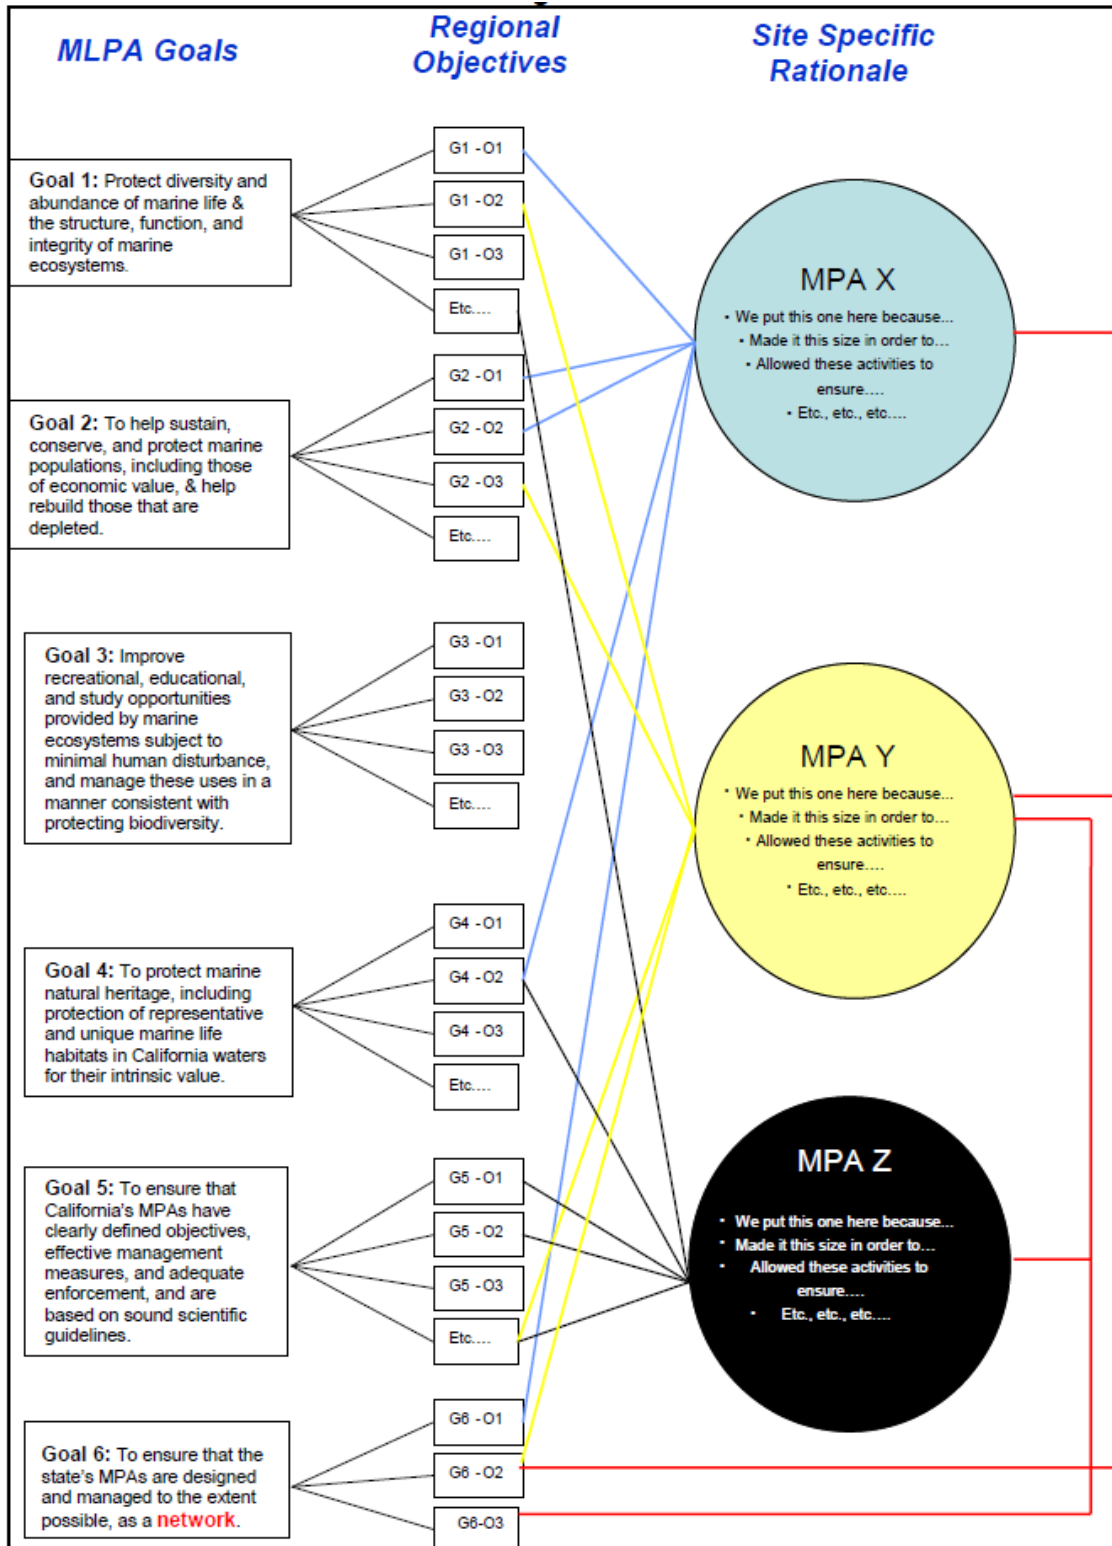 MLPA Goals
Regional
Objectives
Site Specific
Rationale
Goal 1: Protect diversity and
abundance of marine life &
the structure, function, and
integrity of marine
ecosystems.
G1 -O1
G1 -O2
G1 -O3
Etc....
Goal 2: To help sustain,
conserve, and protect marine
populations, including those
of economic value, & help
rebuild those that are
depleted.
G2 -O1
G2 -O2
G2 -O3
Etc....
Goal 3: Improve
recreational, educational,
and study opportunities
provided by marine
ecosystems subject to
minimal human disturbance,
and manage these uses in a
manner consistent with
protecting biodiversity.
G3 -O1
G3 -O2
G3 -O3
Etc....
Goal 4: To protect marine
natural heritage, including
protection of representative
and unique marine life
habitats in California waters
for their intrinsic value.
G4 -O1
G4 -O2
G4 -O3
Etc....
Goal 5: To ensure that
California's MPAs have
clearly defined objectives,
effective management
measures, and adequate
enforcement, and are
based on sound scientific
guidelines.
G5 -O1
G5 -O2
G5 -O3
Etc....
Goal 6: To ensure that the
state's MPAs are designed
and managed to the extent
possible, as a network.
G6 -O1
G6 -O2
G6-O3
MPA X
• We put this one here because...
• Made it this size in order to...
• Allowed these activities to
ensure....
• Etc., etc., etc....
MPA Y
• We put this one here because...
• Made it this size in order to...
• Allowed these activities to
ensure....
• Etc., etc., etc....
MPA Z
• We put this one here because...
• Made it this size in order to...
• Allowed these activities to
ensure....
• Etc., etc., etc....